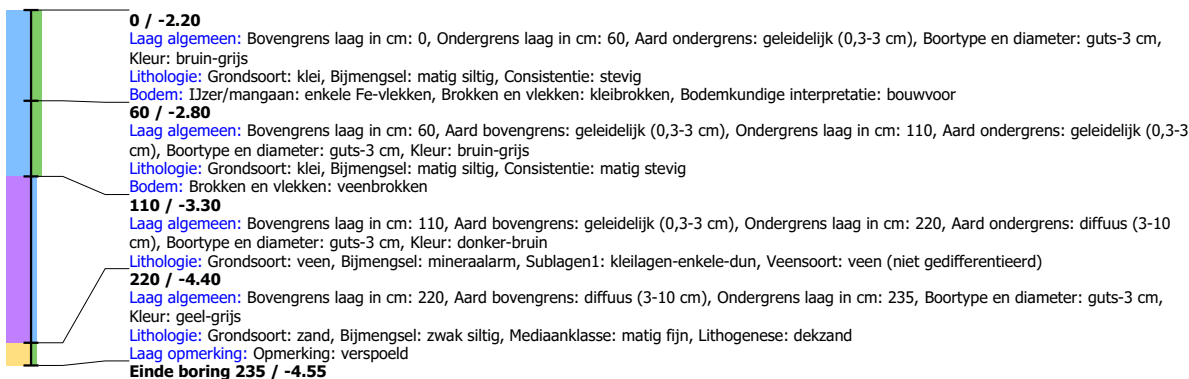 0 / -2.20
Laag algemeen: Bovengrens laag in cm: 0, Ondergrens laag in cm: 60, Aard ondergrens: geleidelijk (0,3-3 cm), Boortype en diameter: guts-3 cm,
Kleur: bruin-grijs
Lithologie: Grondsoort: klei, Bijmengsel: matig siltig, Consistentie: stevig
Bodem: IJzer/mangaan: enkele Fe-vlekken, Brokken en vlekken: kleibrokken, Bodemkundige interpretatie: bouwvoor
60 / -2.80
Laag algemeen: Bovengrens laag in cm: 60, Aard bovengrens: geleidelijk (0,3-3 cm), Ondergrens laag in cm: 110, Aard ondergrens: geleidelijk (0,3-3
cm), Boortype en diameter: guts-3 cm, Kleur: bruin-grijs
Lithologie: Grondsoort: klei, Bijmengsel: matig siltig, Consistentie: matig stevig
Bodem: Brokken en vlekken: veenbrokken
110 / -3.30
Laag algemeen: Bovengrens laag in cm: 110, Aard bovengrens: geleidelijk (0,3-3 cm), Ondergrens laag in cm: 220, Aard ondergrens: diffuus (3-10
cm), Boortype en diameter: guts-3 cm, Kleur: donker-bruin
Lithologie: Grondsoort: veen, Bijmengsel: mineraalarm, Sublagen1: kleilagen-enkele-dun, Veensoort: veen (niet gedifferentieerd)
220 / -4.40
Laag algemeen: Bovengrens laag in cm: 220, Aard bovengrens: diffuus (3-10 cm), Ondergrens laag in cm: 235, Boortype en diameter: guts-3 cm,
Kleur: geel-grijs
Lithologie: Grondsoort: zand, Bijmengsel: zwak siltig, Mediaanklasse: matig fijn, Lithogenese: dekzand
Laag opmerking: Opmerking: verspoeld
Einde boring 235 / -4.55